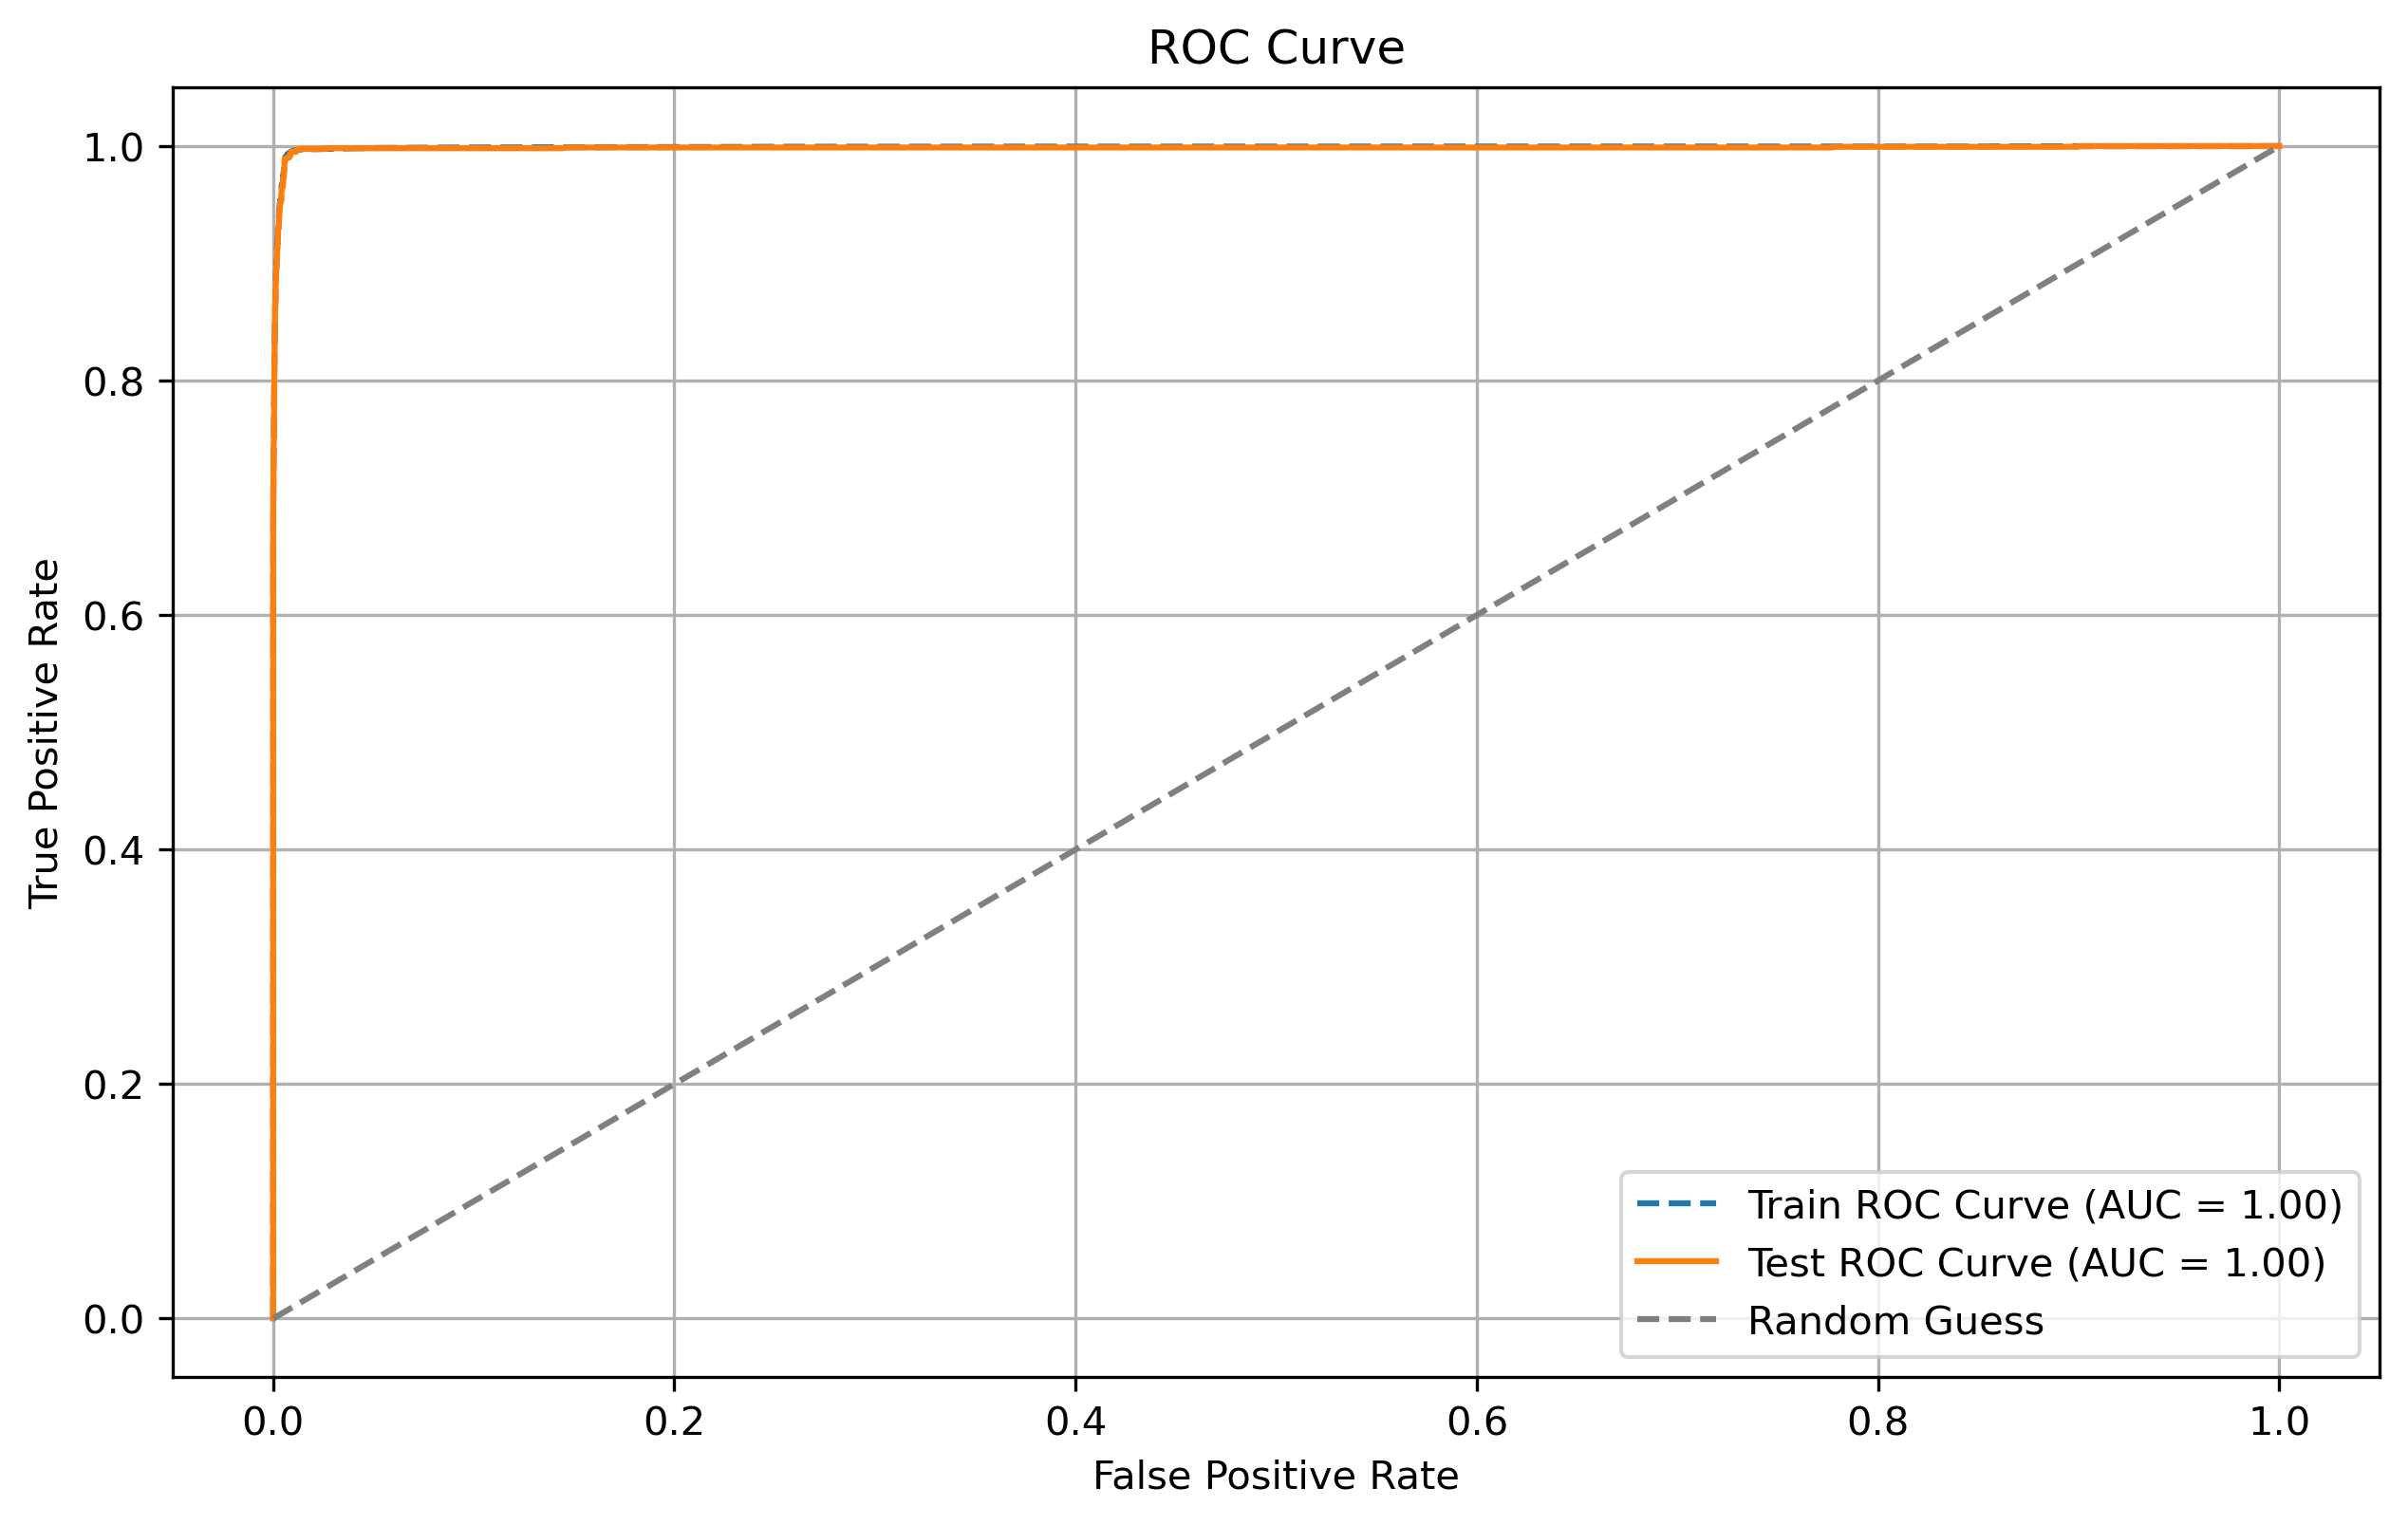 ROC Curve
1.0
0.8
0.6
0.4
0.2
0.0
True Positive Rate
0.0 0.2 0.4 0.6 0.8 1.0
False Positive Rate
Train ROC Curve (AUC = 1.00)
Test ROC Curve (AUC = 1.00)
Random Guess